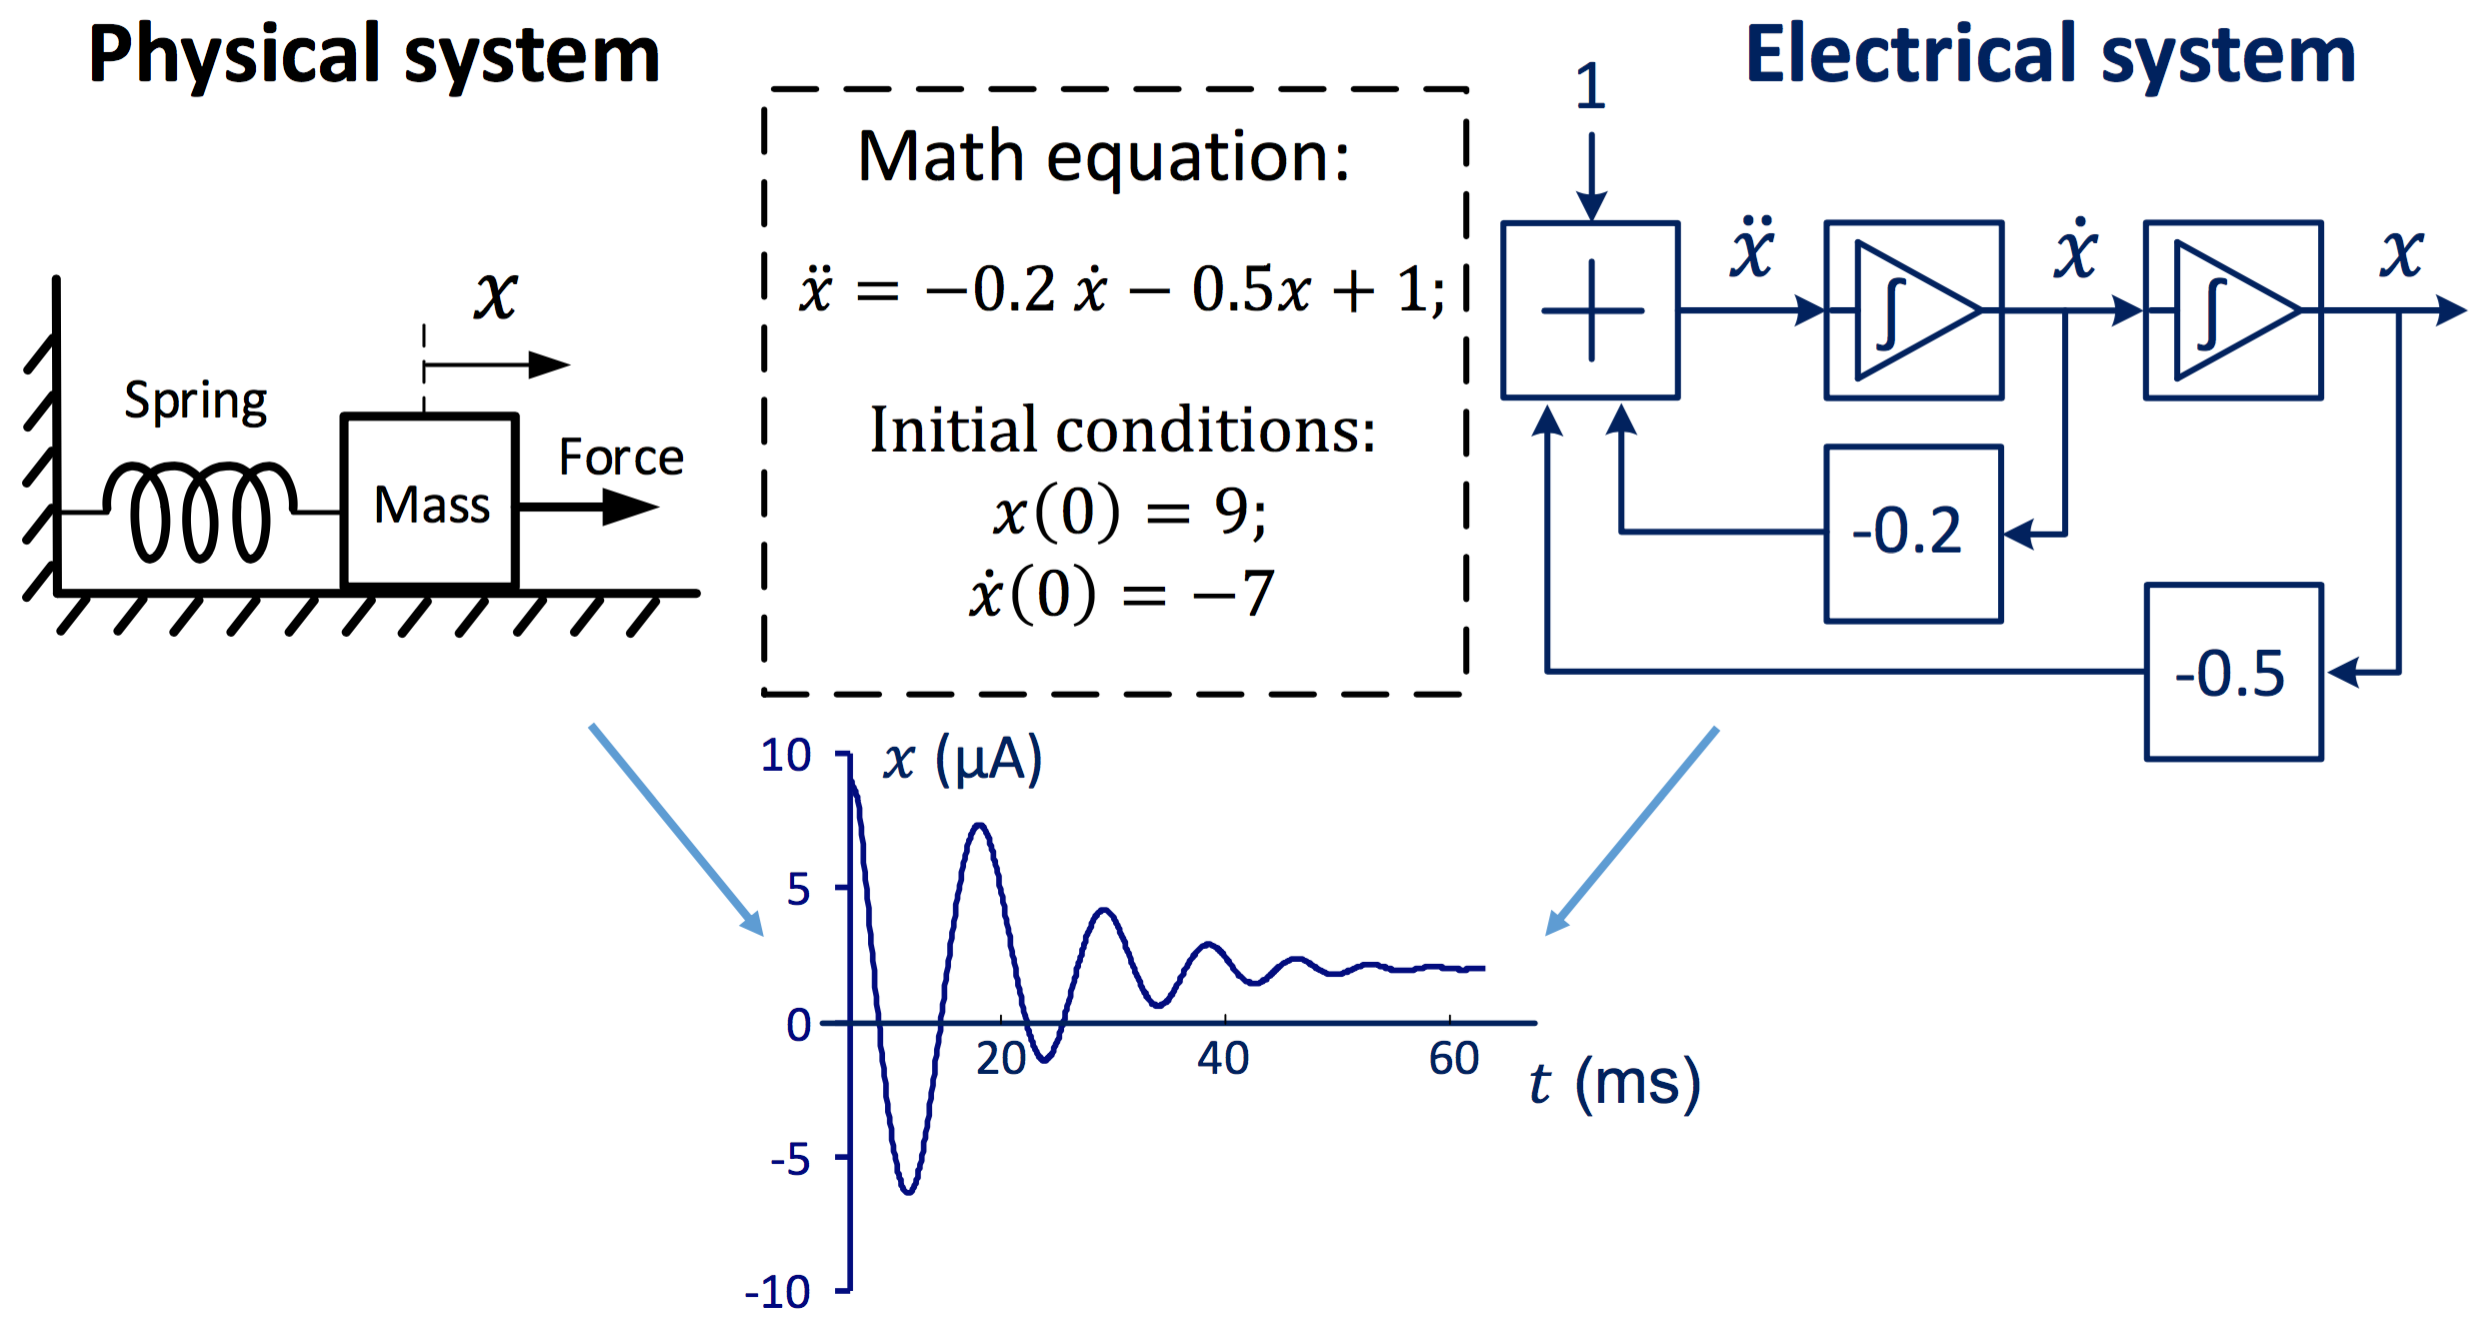 Physical system
x
Spring
Mass
Force
Math equation:
ẍ = −0.2 ẋ − 0.5x + 1;
Initial conditions:
x(0) = 9;
ẋ(0) = −7
Electrical system
1
+
ẍ
∫
ẋ
∫
x
-0.2
-0.5
x (µA)
10
5
0
-5
-10
20
40
60
t (ms)